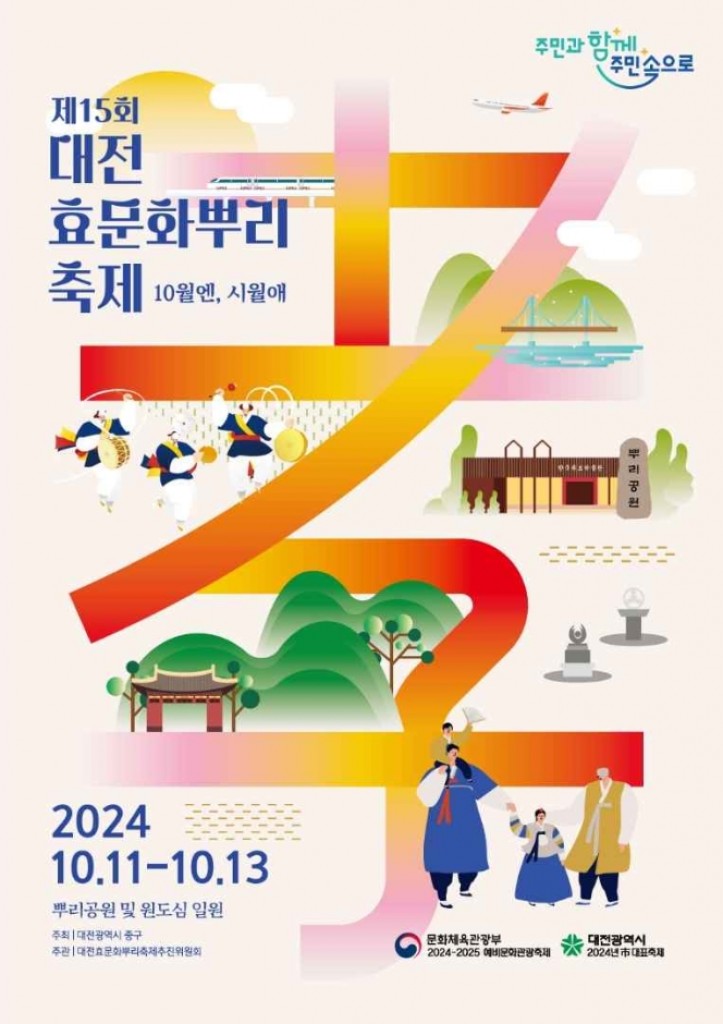 주민과 함께
주민 속으로
제15회
대전
효문화뿌리
축제 10월엔, 시월애
孝
뿌리공원
2024
10.11-10.13
뿌리공원 및 원도심 일원
주최 | 대전광역시 중구
주관 | 대전효문화뿌리축제추진위원회
문화체육관광부
2024-2025 예비문화관광축제
대전광역시
2024년 市 대표축제